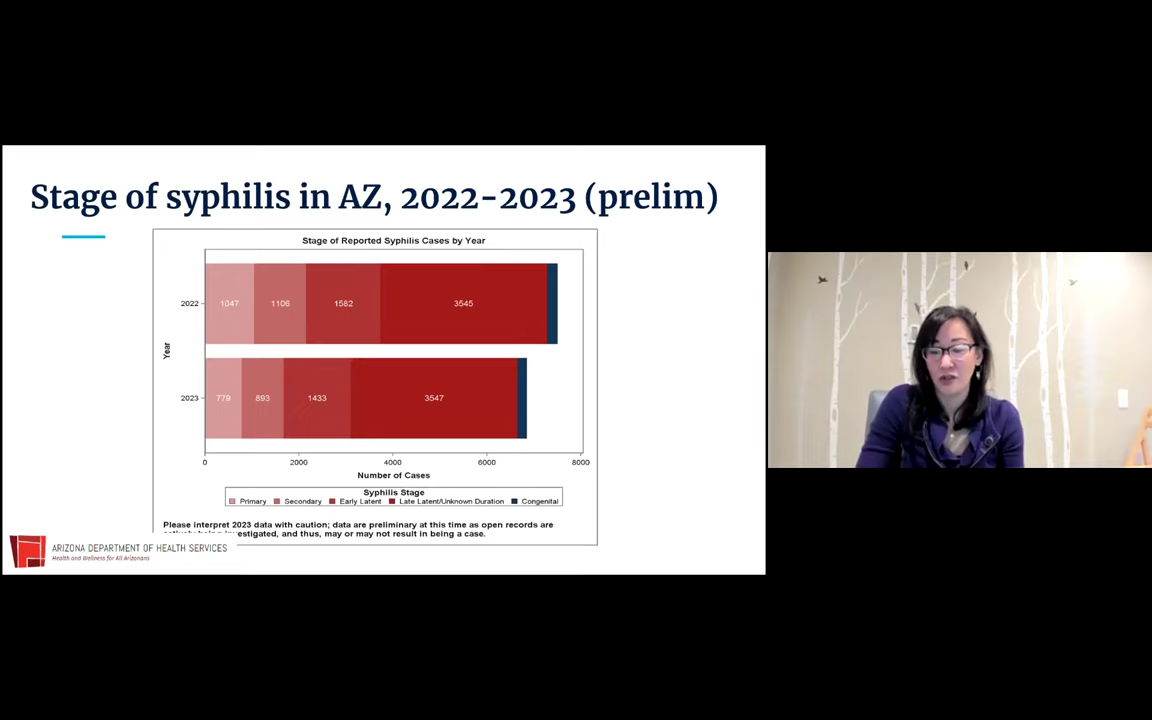 Stage of syphilis in AZ, 2022-2023 (prelim)
Stage of Reported Syphilis Cases by Year
2022
1047
1106
1582
3545
Year
2023
779
893
1433
3547
0
2000
4000
6000
8000
Number of Cases
Syphilis Stage
Primary
Secondary
Early Latent
Late Latent/Unknown Duration
Congenital
Please interpret 2023 data with caution; data are preliminary at this time as open records are
actively being investigated, and thus, may or may not result in being a case.
ARIZONA DEPARTMENT OF HEALTH SERVICES
Health and Wellness for All Arizonans